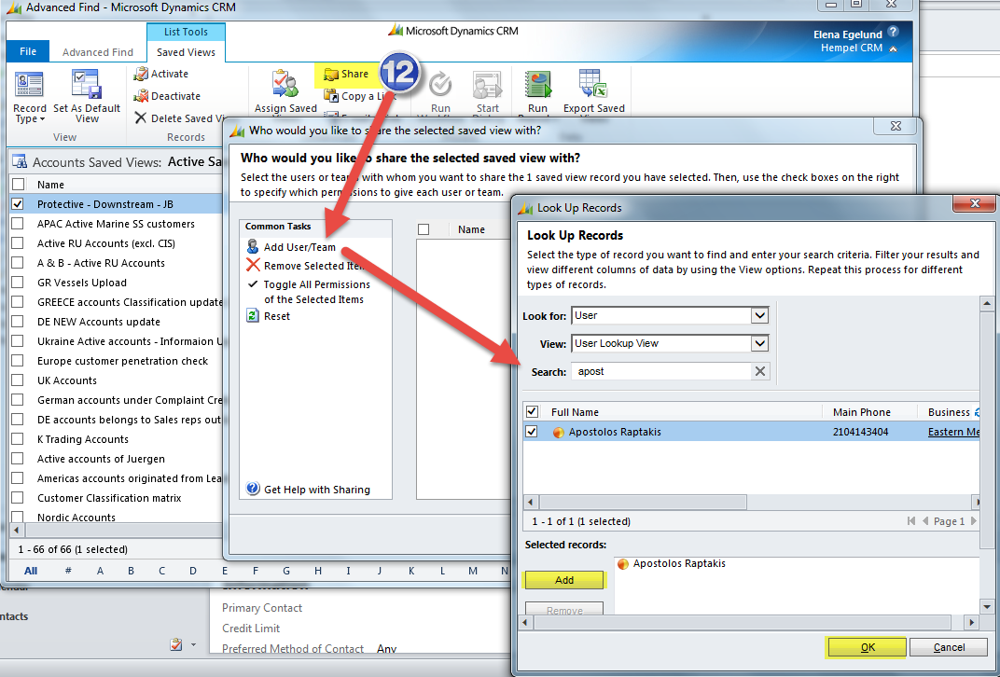 Advanced Find - Microsoft Dynamics CRM
List Tools
Microsoft Dynamics CRM
Elena Egelund
Hempel CRM
File
Advanced Find
Saved Views
Record
Type
Set As Default
View
View
Activate
Deactivate
Delete Saved
Records
Assign Saved
Share
12
Copy a
Run
Start
Run
Export Saved
Accounts Saved Views: Active
Name
Protective - Downstream - JB
APAC Active Marine SS customers
Active RU Accounts (excl. CIS)
A & B - Active RU Accounts
GR Vessels Upload
GREECE accounts Classification update
DE NEW Accounts update
Ukraine Active accounts - Informaion
Europe customer penetration check
UK Accounts
German accounts under Complaint
DE accounts belongs to Sales reps out
K Trading Accounts
Active accounts of Juergen
Americas accounts originated from
Customer Classification matrix
Nordic Accounts
1 - 66 of 66 (1 selected)
All # A B C D E F G H I J K L M N
Primary Contact
Credit Limit
Preferred Method of Contact Any
Who would you like to share the selected saved view with?
Who would you like to share the selected saved view with?
Select the users or teams with whom you want to share the 1 saved view record you have selected. Then, use the check boxes on the right
to specify which permissions to give each user or team.
Common Tasks
Add User/Team
Remove Selected Items
Toggle All Permissions
of the Selected Items
Reset
Get Help with Sharing
Name
Look Up Records
Look Up Records
Select the type of record you want to find and enter your search criteria. Filter your results and
view different columns of data by using the View options. Repeat this process for different
types of records.
Look for: User
View: User Lookup View
Search: apost
Full Name Main Phone Business
Apostolos Raptakis 2104143404 Eastern
1 - 1 of 1 (1 selected)
Page 1
Selected records:
Apostolos Raptakis
Add
Remove
OK
Cancel